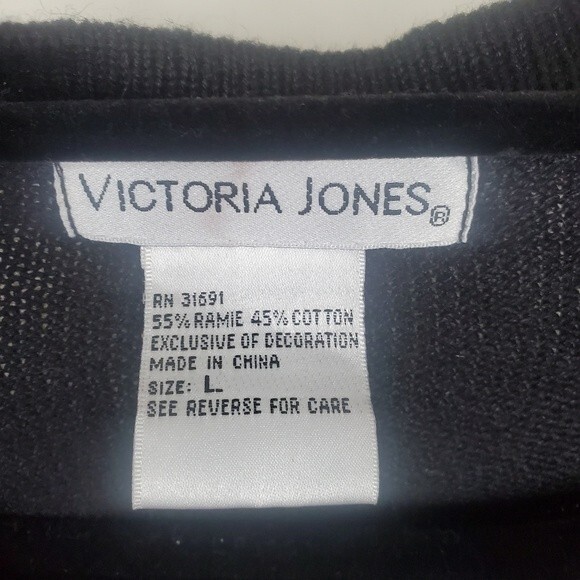 VICTORIA JONES®
RN 31691
55% RAMIE 45% COTTON
EXCLUSIVE OF DECORATION
MADE IN CHINA
SIZE: L
SEE REVERSE FOR CARE